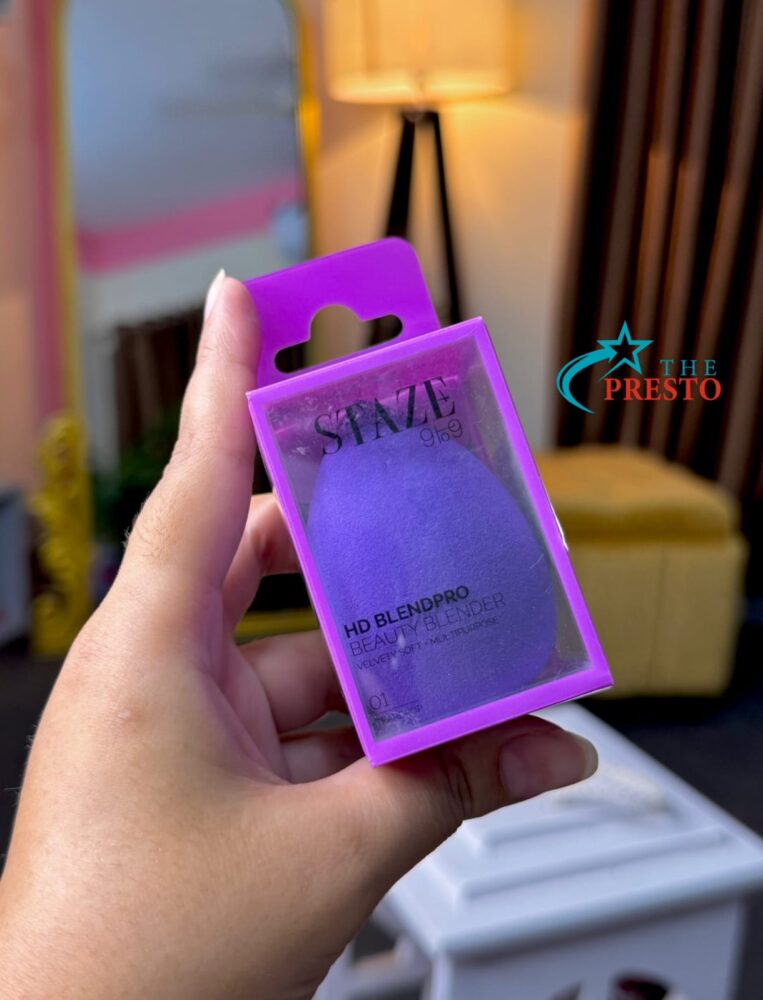 STAZE
9to9
HD BLENDPRO
BEAUTY BLENDER
VELVETY SOFT • MULTIPURPOSE
01
THE
PRESTO